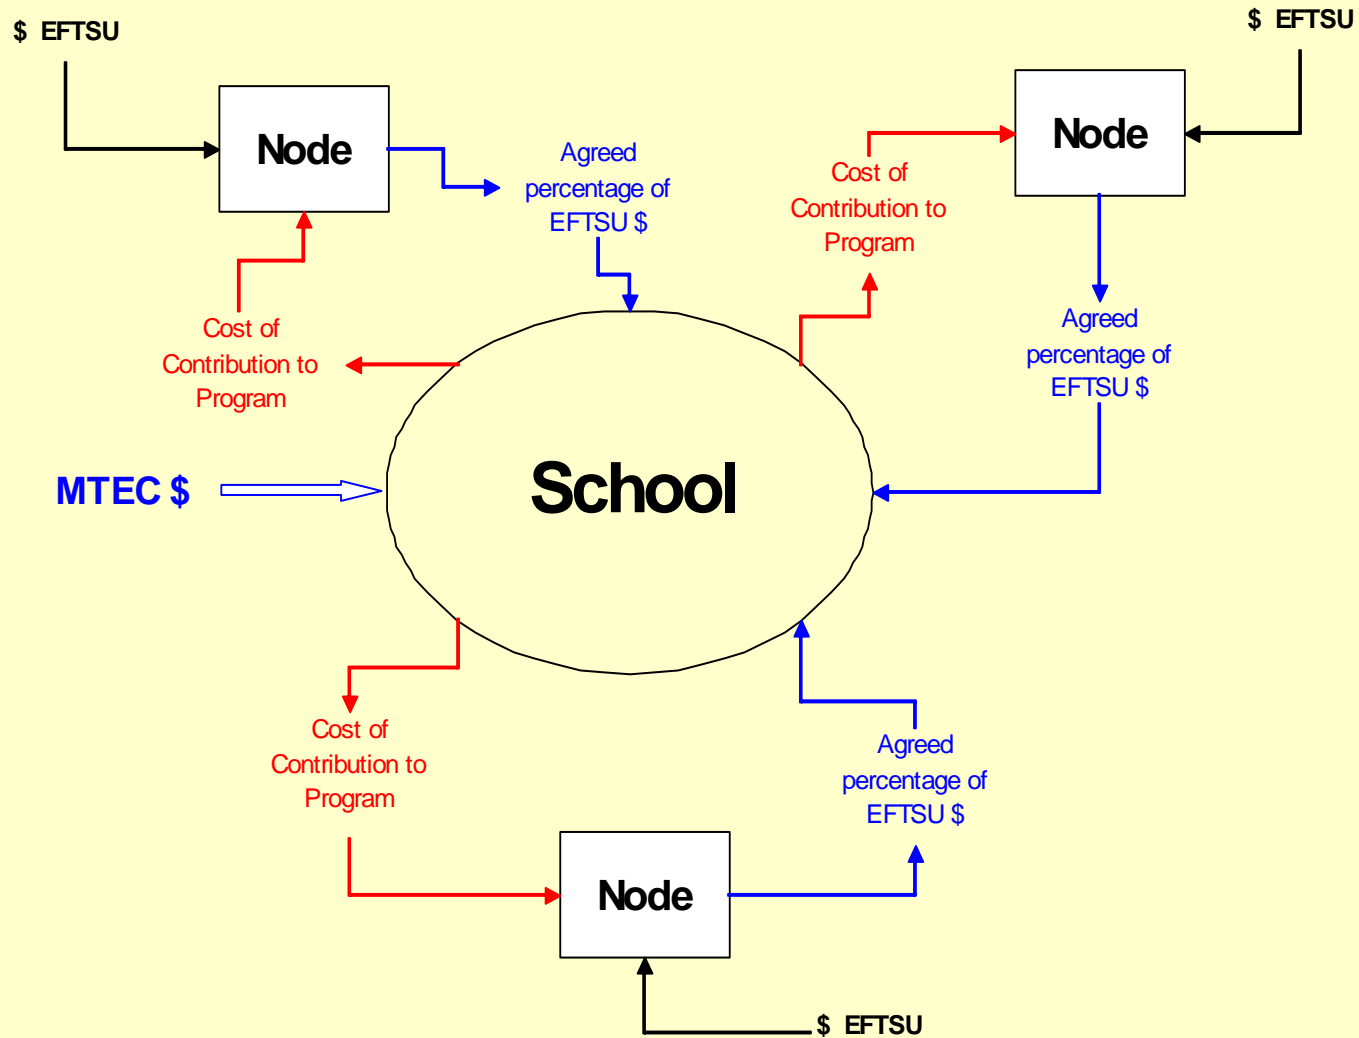 $ EFTSU
$ EFTSU
Node
Node
Agreed
percentage of
EFTSU $
Cost of
Contribution to
Program
Cost of
Contribution to
Program
Agreed
percentage of
EFTSU $
MTEC $
School
Cost of
Contribution to
Program
Agreed
percentage of
EFTSU $
Node
$ EFTSU